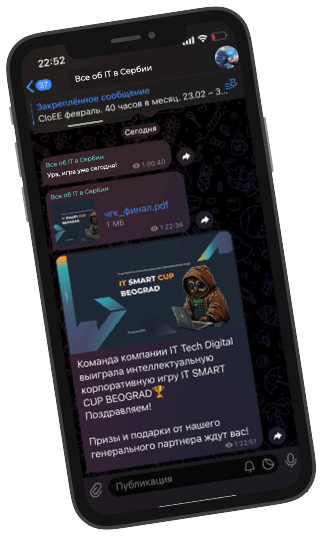 22:52
37
Все об IT в Сербии
Закреплённое сообщение
CloEE февраль. 40 часов в месяц. 23.02 – 3...
Сегодня
Все об IT в Сербии
Ура, игра уже сегодня!
1:00:40
Все об IT в Сербии
чгк_финал.pdf
1 МБ
1:22:34
IT SMART CUP
BEOGRAD
Команда компании IT Tech Digital
выиграла интеллектуальную
корпоративную игру IT SMART
CUP BEOGRAD🏆
Поздравляем!
Призы и подарки от нашего
генерального партнера ждут вас!
1:22:51
Публикация